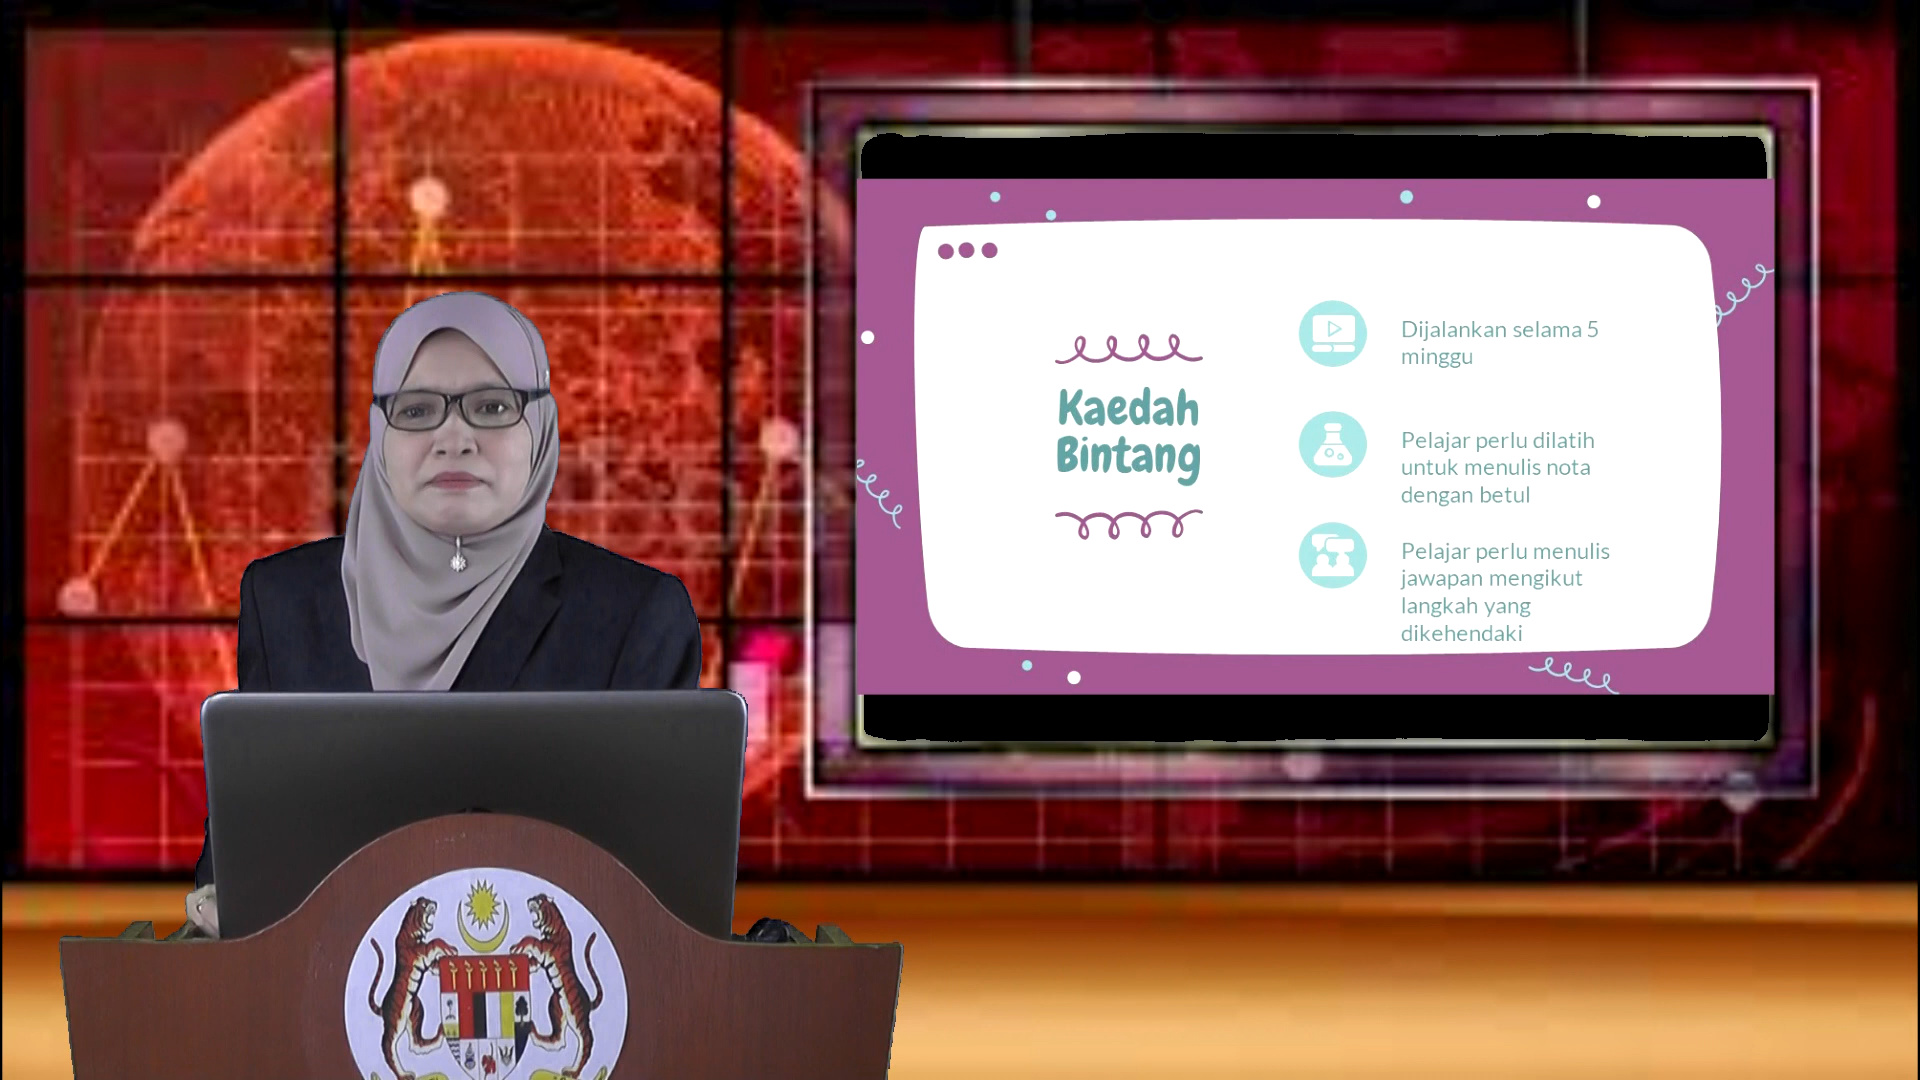 Kaedah
Bintang
Dijalankan selama 5
minggu
Pelajar perlu dilatih
untuk menulis nota
dengan betul
Pelajar perlu menulis
jawapan mengikut
langkah yang
dikehendaki